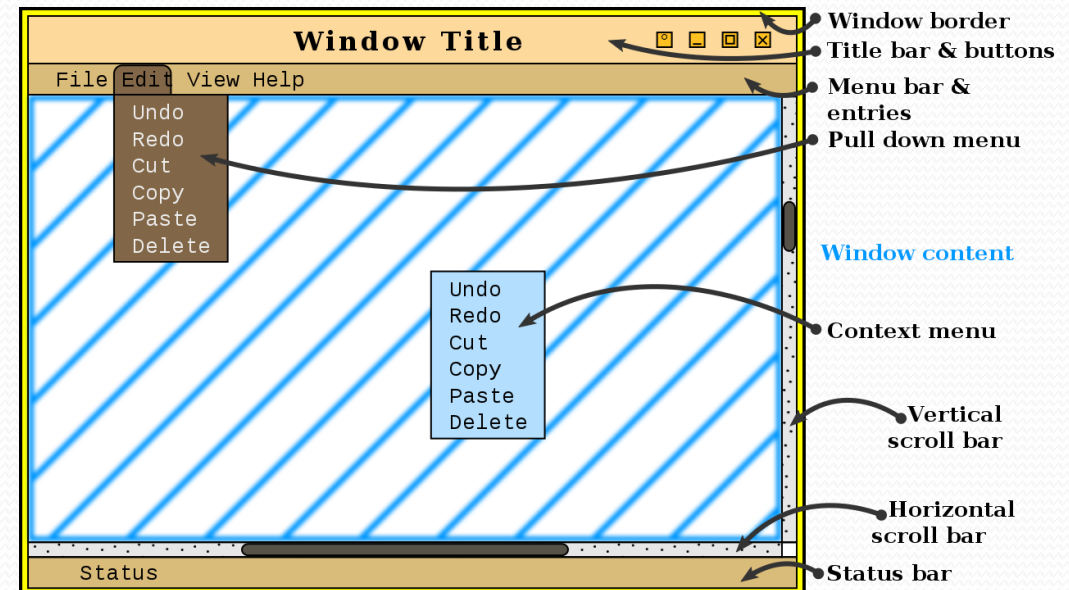 Window Title
File Edit View Help
Undo
Redo
Cut
Copy
Paste
Delete
Undo
Redo
Cut
Copy
Paste
Delete
Status
Window border
Title bar & buttons
Menu bar &
entries
Pull down menu
Window content
Context menu
Vertical
scroll bar
Horizontal
scroll bar
Status bar